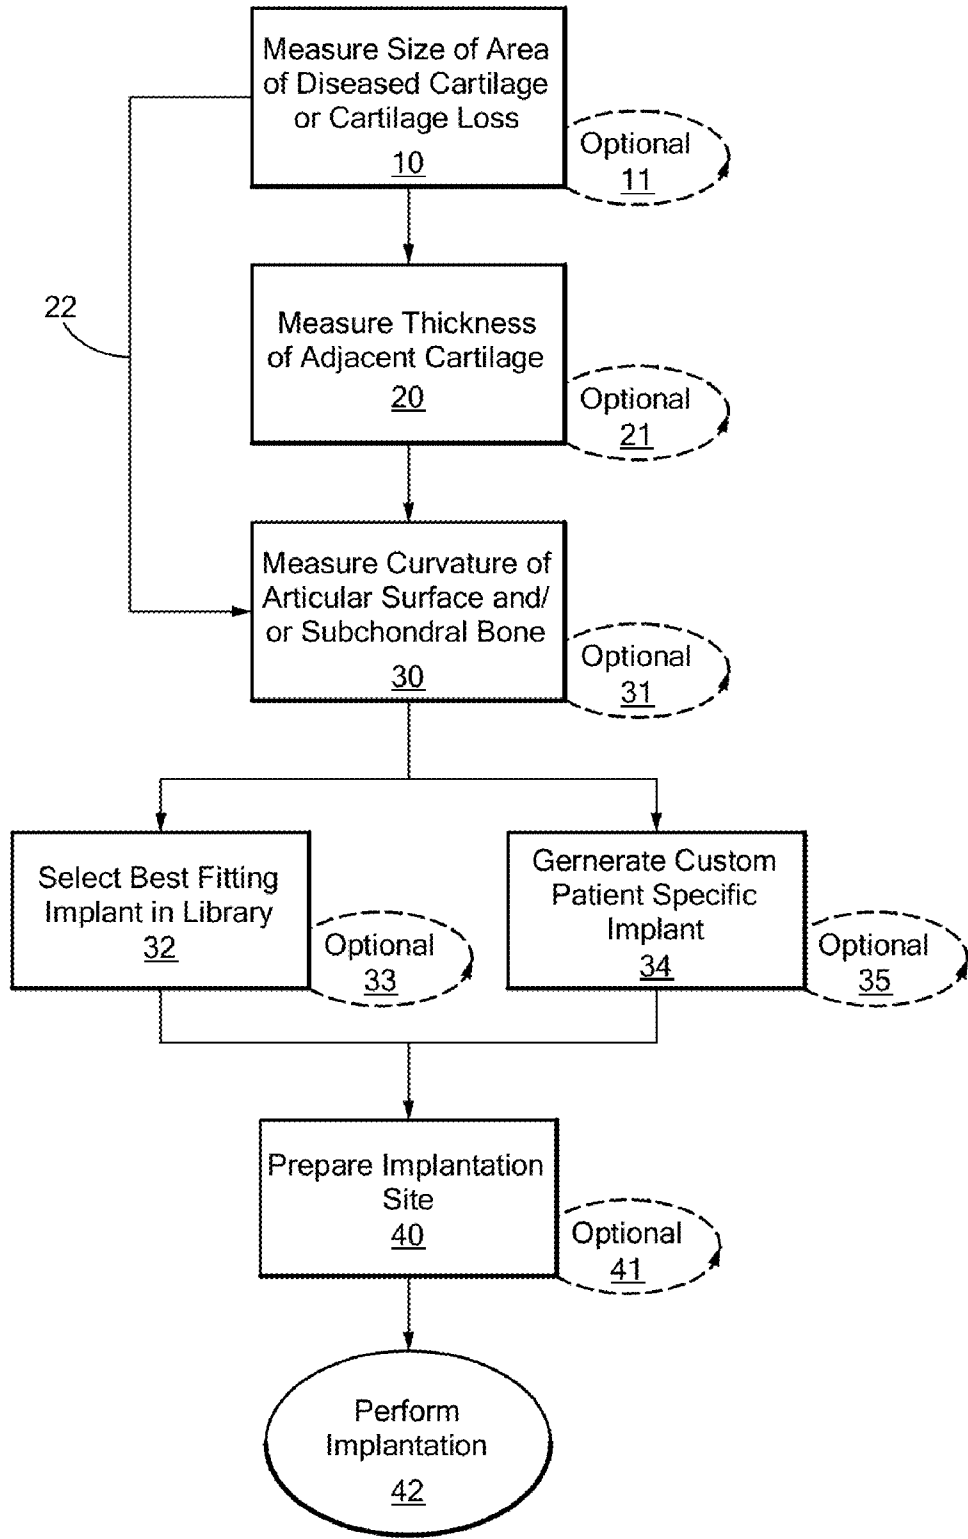 Measure Size of Area
of Diseased Cartilage
or Cartilage Loss
10
Optional
11
22
Measure Thickness
of Adjacent Cartilage
20
Optional
21
Measure Curvature of
Articular Surface and/
or Subchondral Bone
30
Optional
31
Select Best Fitting
Implant in Library
32
Optional
33
Gernerate Custom
Patient Specific
Implant
34
Optional
35
Prepare Implantation
Site
40
Optional
41
Perform
Implantation
42